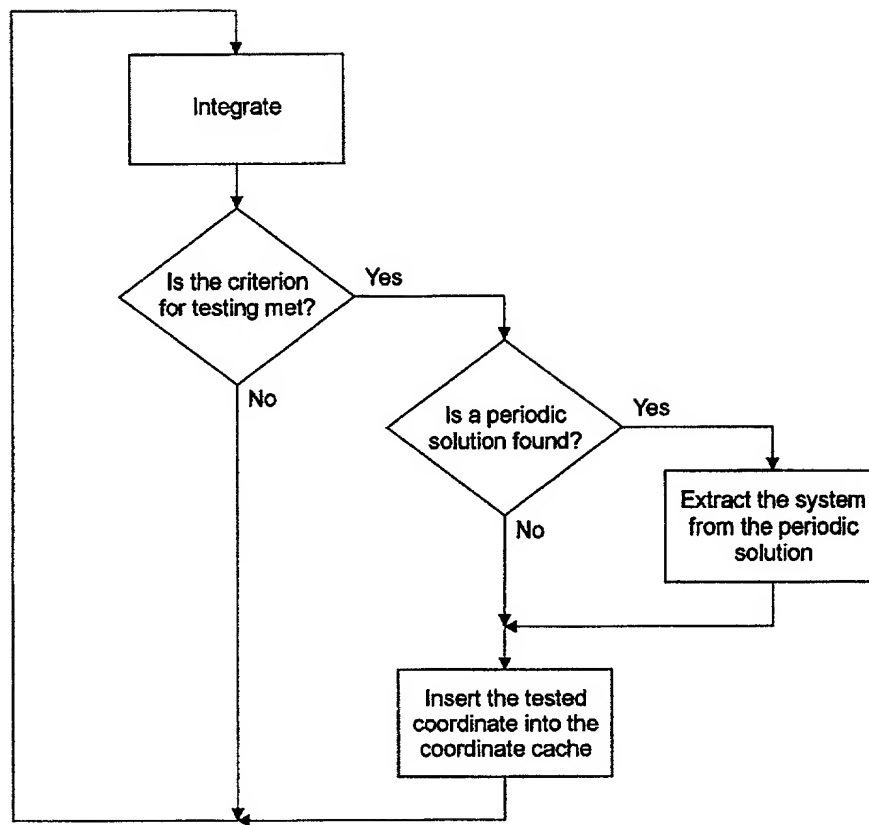 Integrate
Is the criterion
for testing met?
Yes
No
Is a periodic
solution found?
Yes
No
Extract the system
from the periodic
solution
Insert the tested
coordinate into the
coordinate cache